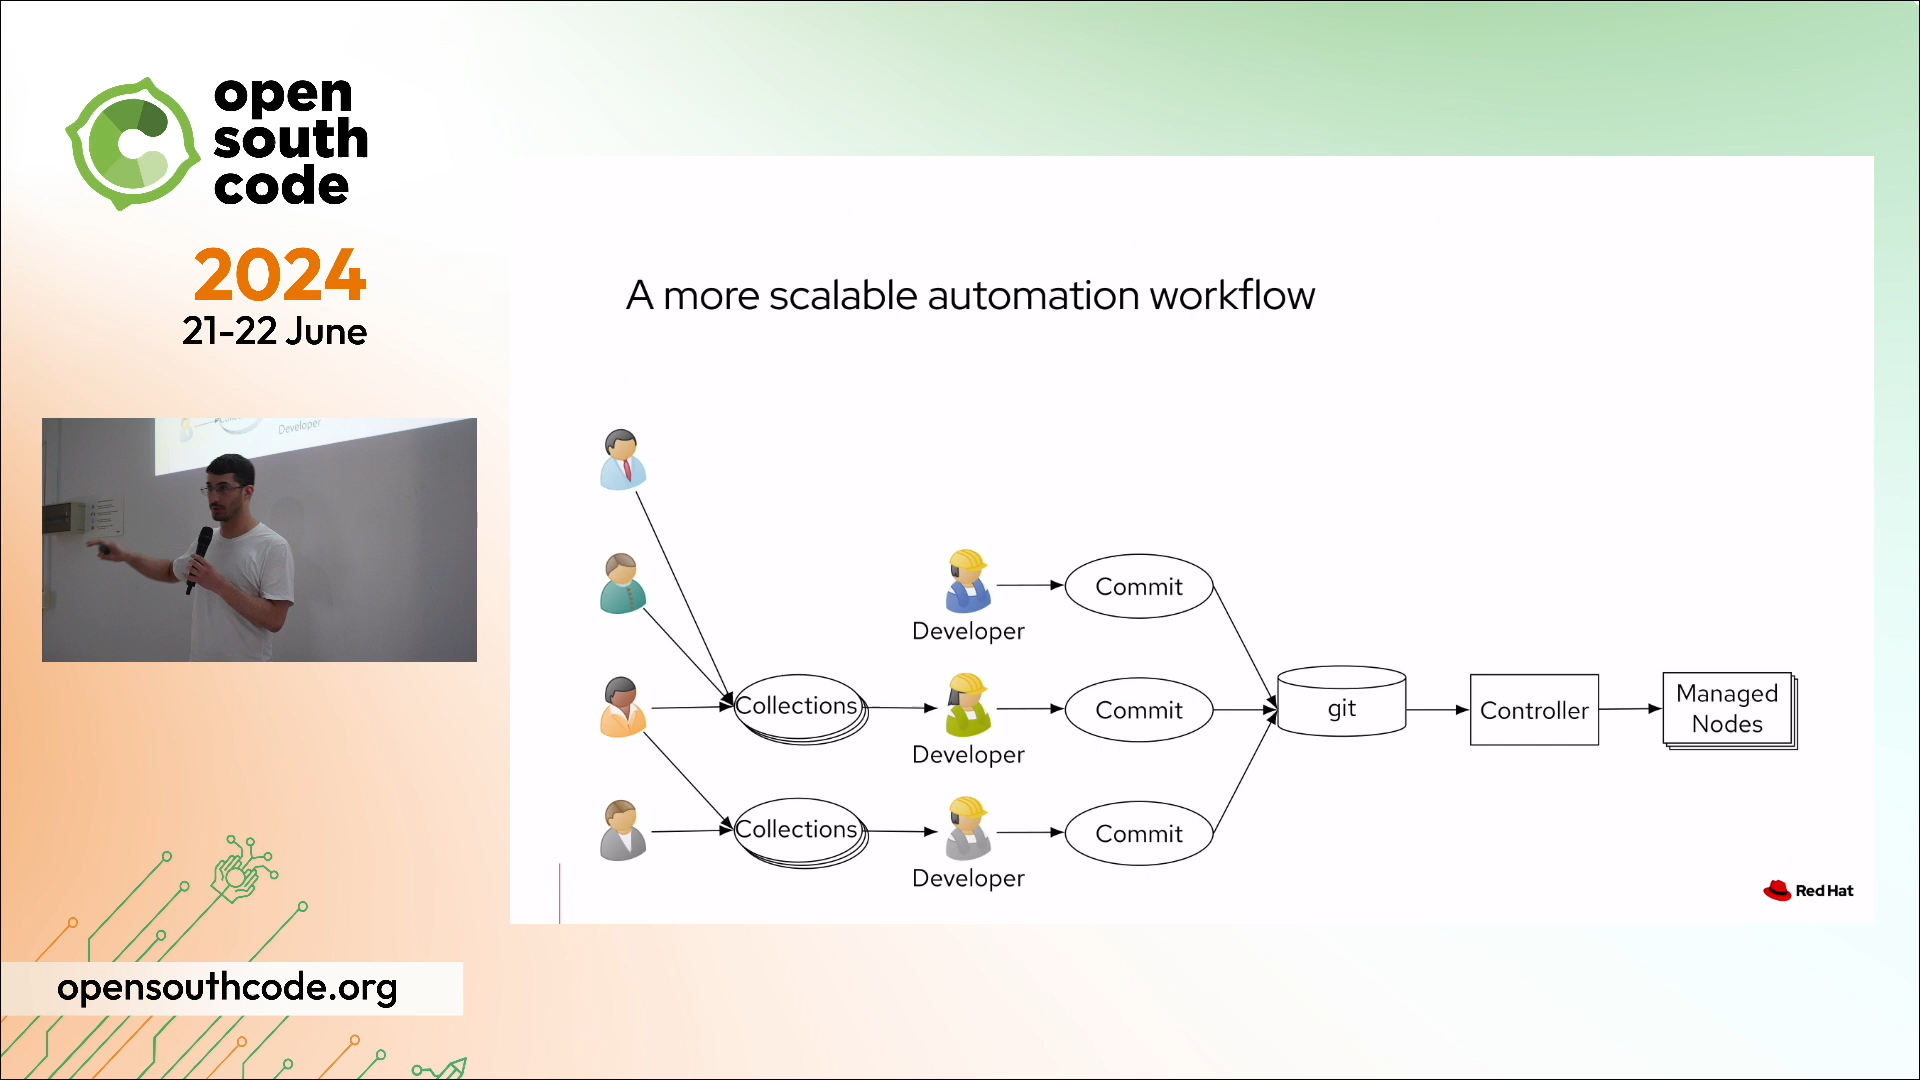 open
south
code
2024
21-22 June
Developer
opensouthcode.org
A more scalable automation workflow
Commit
Developer
Collections
Commit
git
Controller
Managed
Nodes
Developer
Collections
Commit
Developer
Red Hat